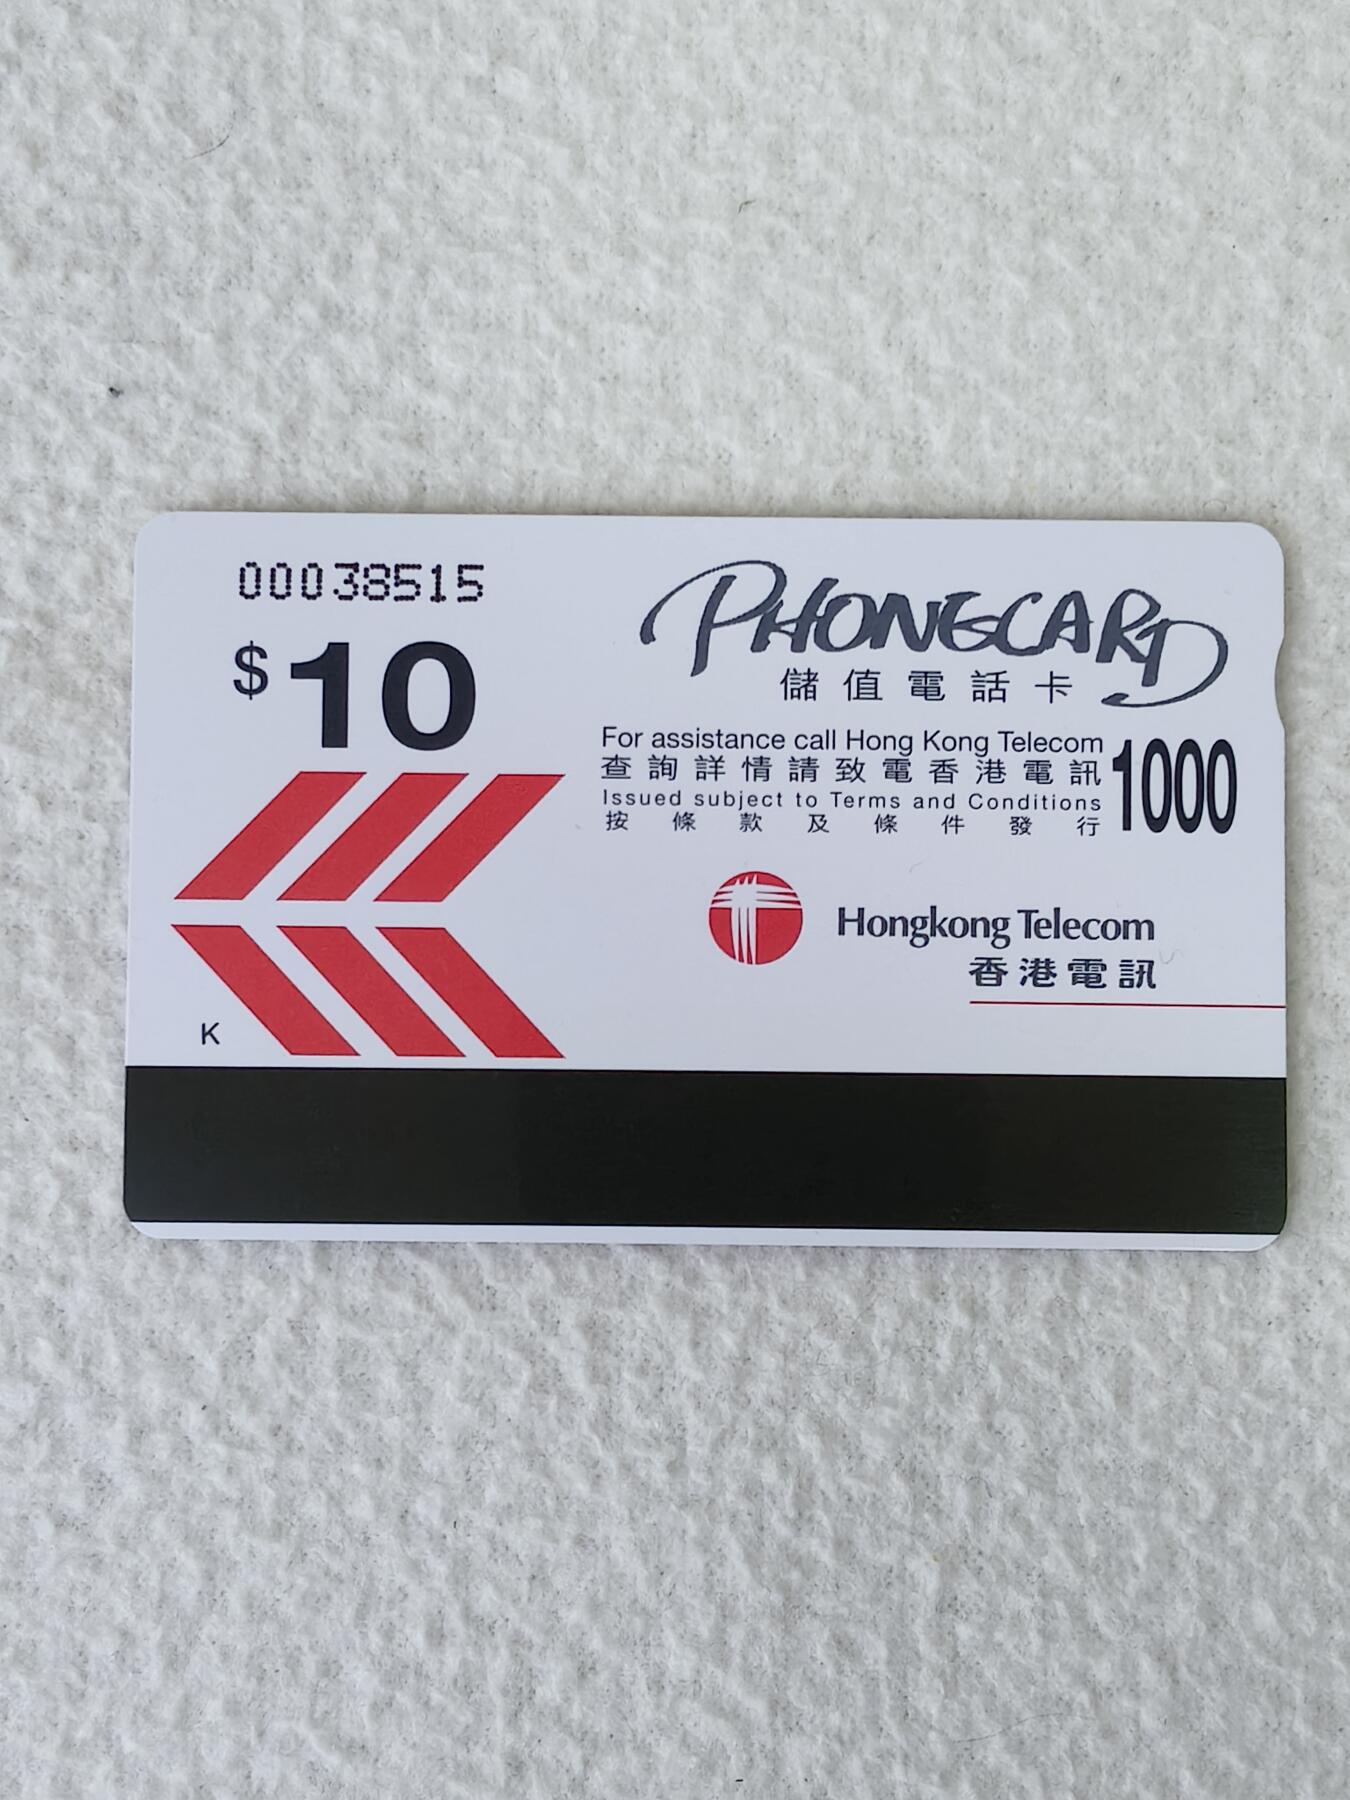 00038515
$10
PHONECARD
儲值電話卡
For assistance call Hong Kong Telecom
查詢詳情請致電香港電訊
1000
Issued subject to Terms and Conditions
按條款及條件發行
Hongkong Telecom
香港電訊
K